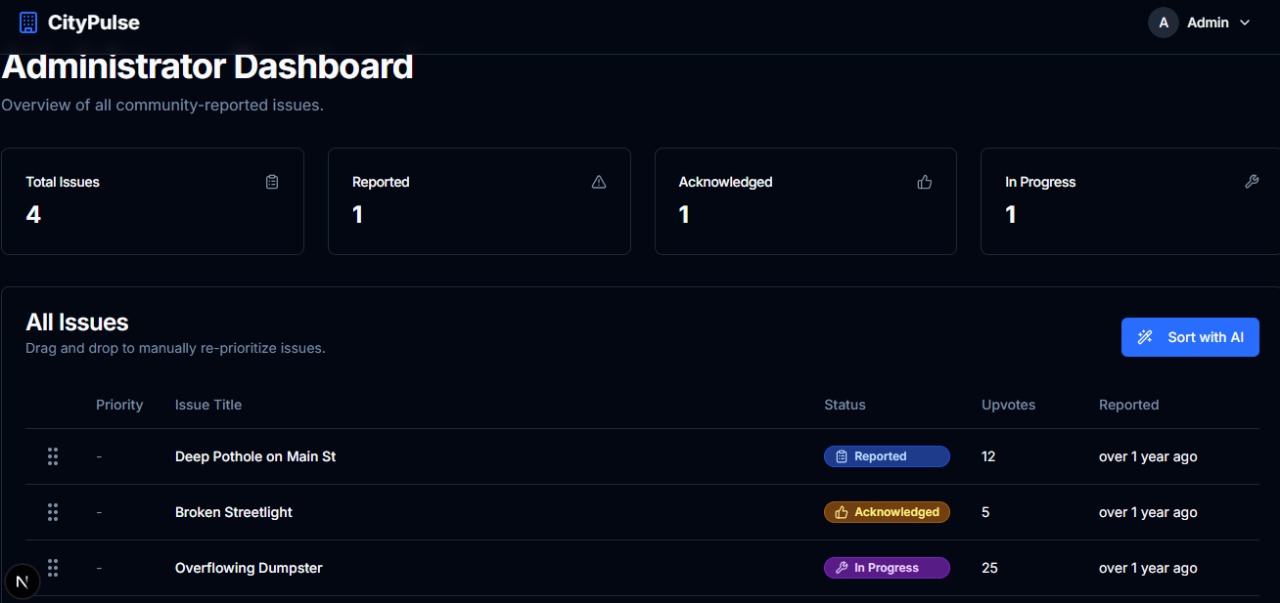 CityPulse
A Admin
Administrator Dashboard
Overview of all community-reported issues.
Total Issues
4
Reported
1
Acknowledged
1
In Progress
1
All Issues
Drag and drop to manually re-prioritize issues.
Sort with AI
Priority Issue Title Status Upvotes Reported
- Deep Pothole on Main St Reported 12 over 1 year ago
- Broken Streetlight Acknowledged 5 over 1 year ago
- Overflowing Dumpster In Progress 25 over 1 year ago
N